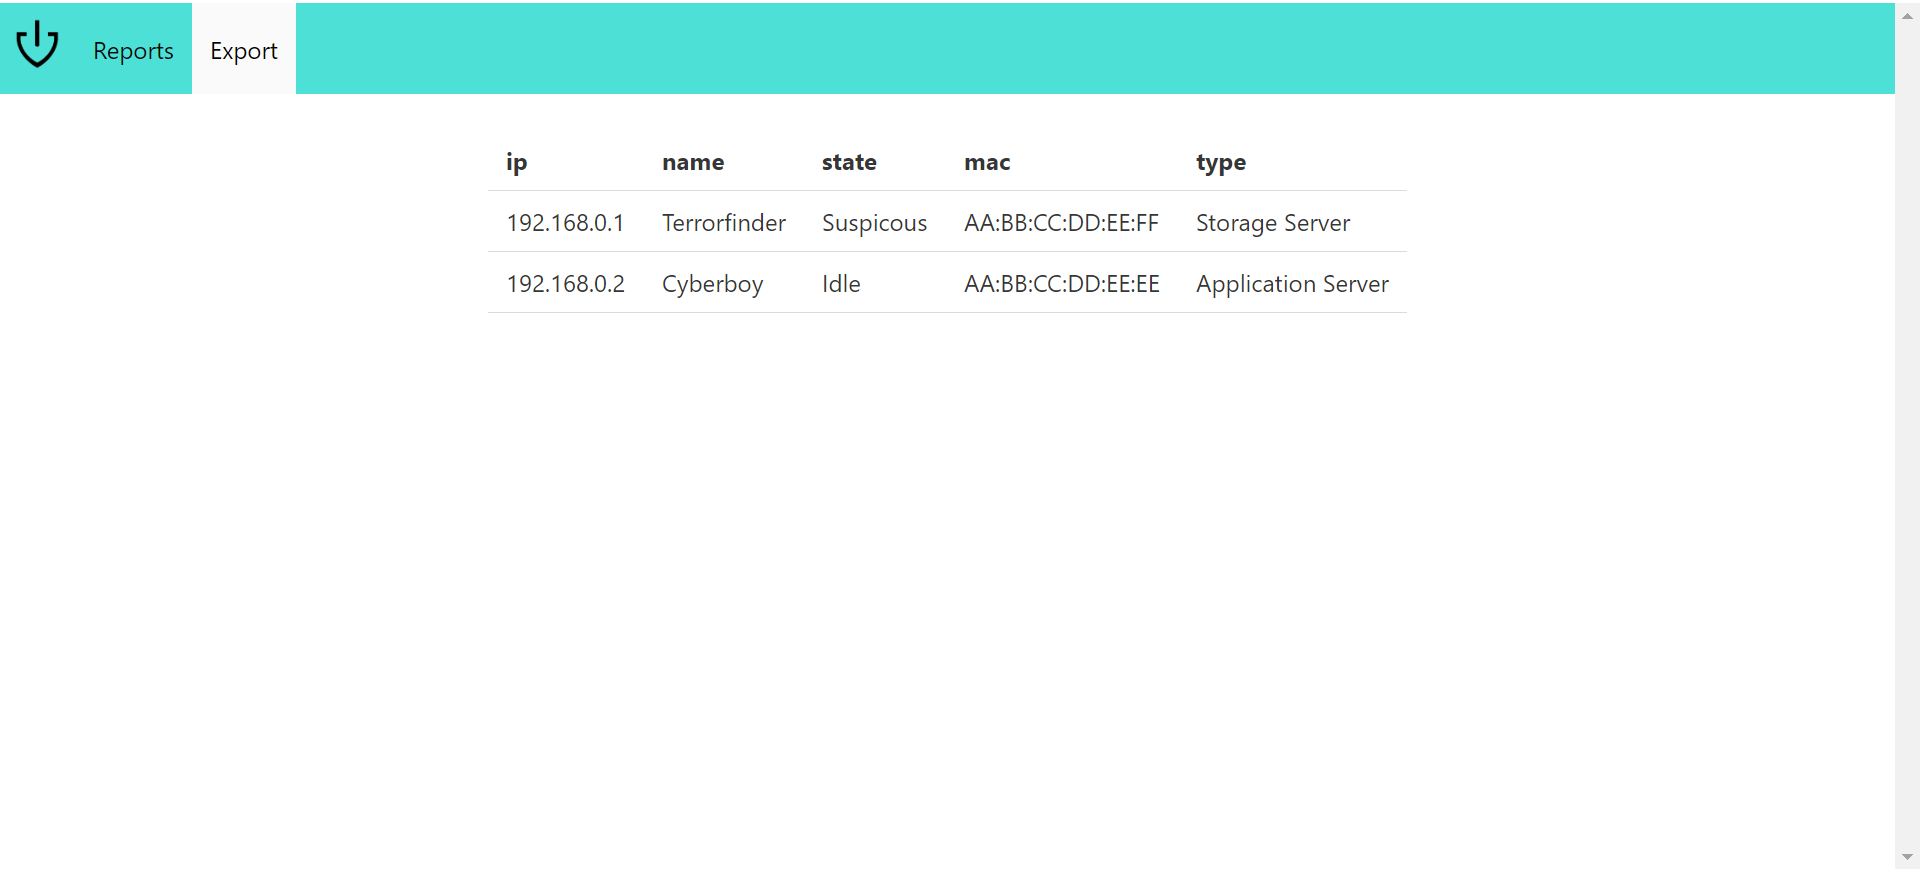 Reports Export
ip name state mac type
192.168.0.1 Terrorfinder Suspicous AA:BB:CC:DD:EE:FF Storage Server
192.168.0.2 Cyberboy Idle AA:BB:CC:DD:EE:EE Application Server